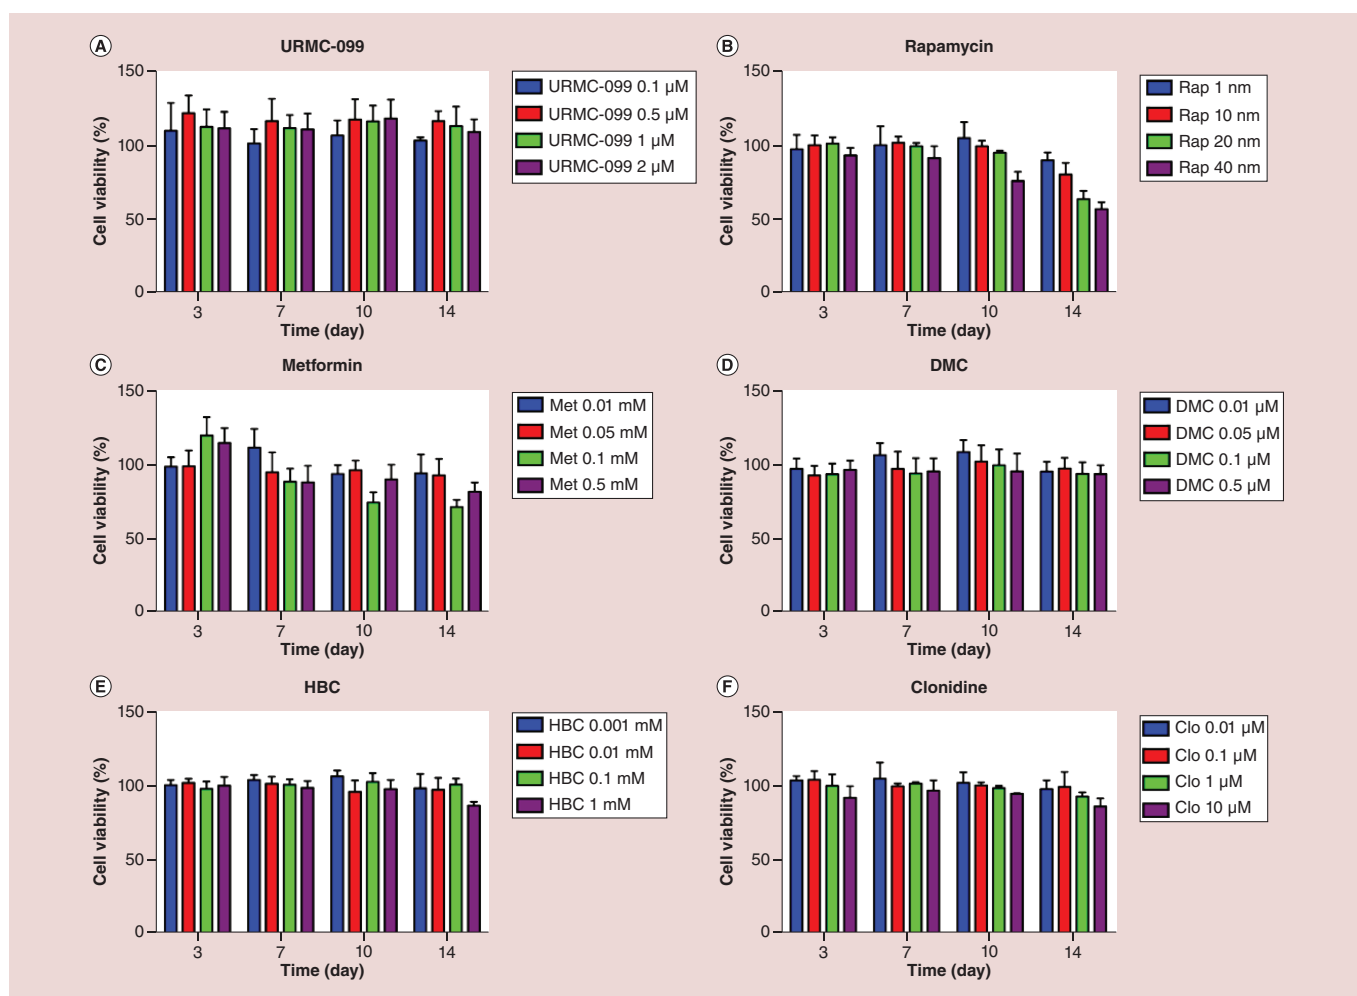 A
URMC-099
150
100
50
0
Cell viability (%)
3
7
10
14
Time (day)
URMC-099 0.1 µM
URMC-099 0.5 µM
URMC-099 1 µM
URMC-099 2 µM
B
Rapamycin
150
100
50
0
Cell viability (%)
3
7
10
14
Time (day)
Rap 1 nm
Rap 10 nm
Rap 20 nm
Rap 40 nm
C
Metformin
150
100
50
0
Cell viability (%)
3
7
10
14
Time (day)
Met 0.01 mM
Met 0.05 mM
Met 0.1 mM
Met 0.5 mM
D
DMC
150
100
50
0
Cell viability (%)
3
7
10
14
Time (day)
DMC 0.01 µM
DMC 0.05 µM
DMC 0.1 µM
DMC 0.5 µM
E
HBC
150
100
50
0
Cell viability (%)
3
7
10
14
Time (day)
HBC 0.001 mM
HBC 0.01 mM
HBC 0.1 mM
HBC 1 mM
F
Clonidine
150
100
50
0
Cell viability (%)
3
7
10
14
Time (day)
Clo 0.01 µM
Clo 0.1 µM
Clo 1 µM
Clo 10 µM